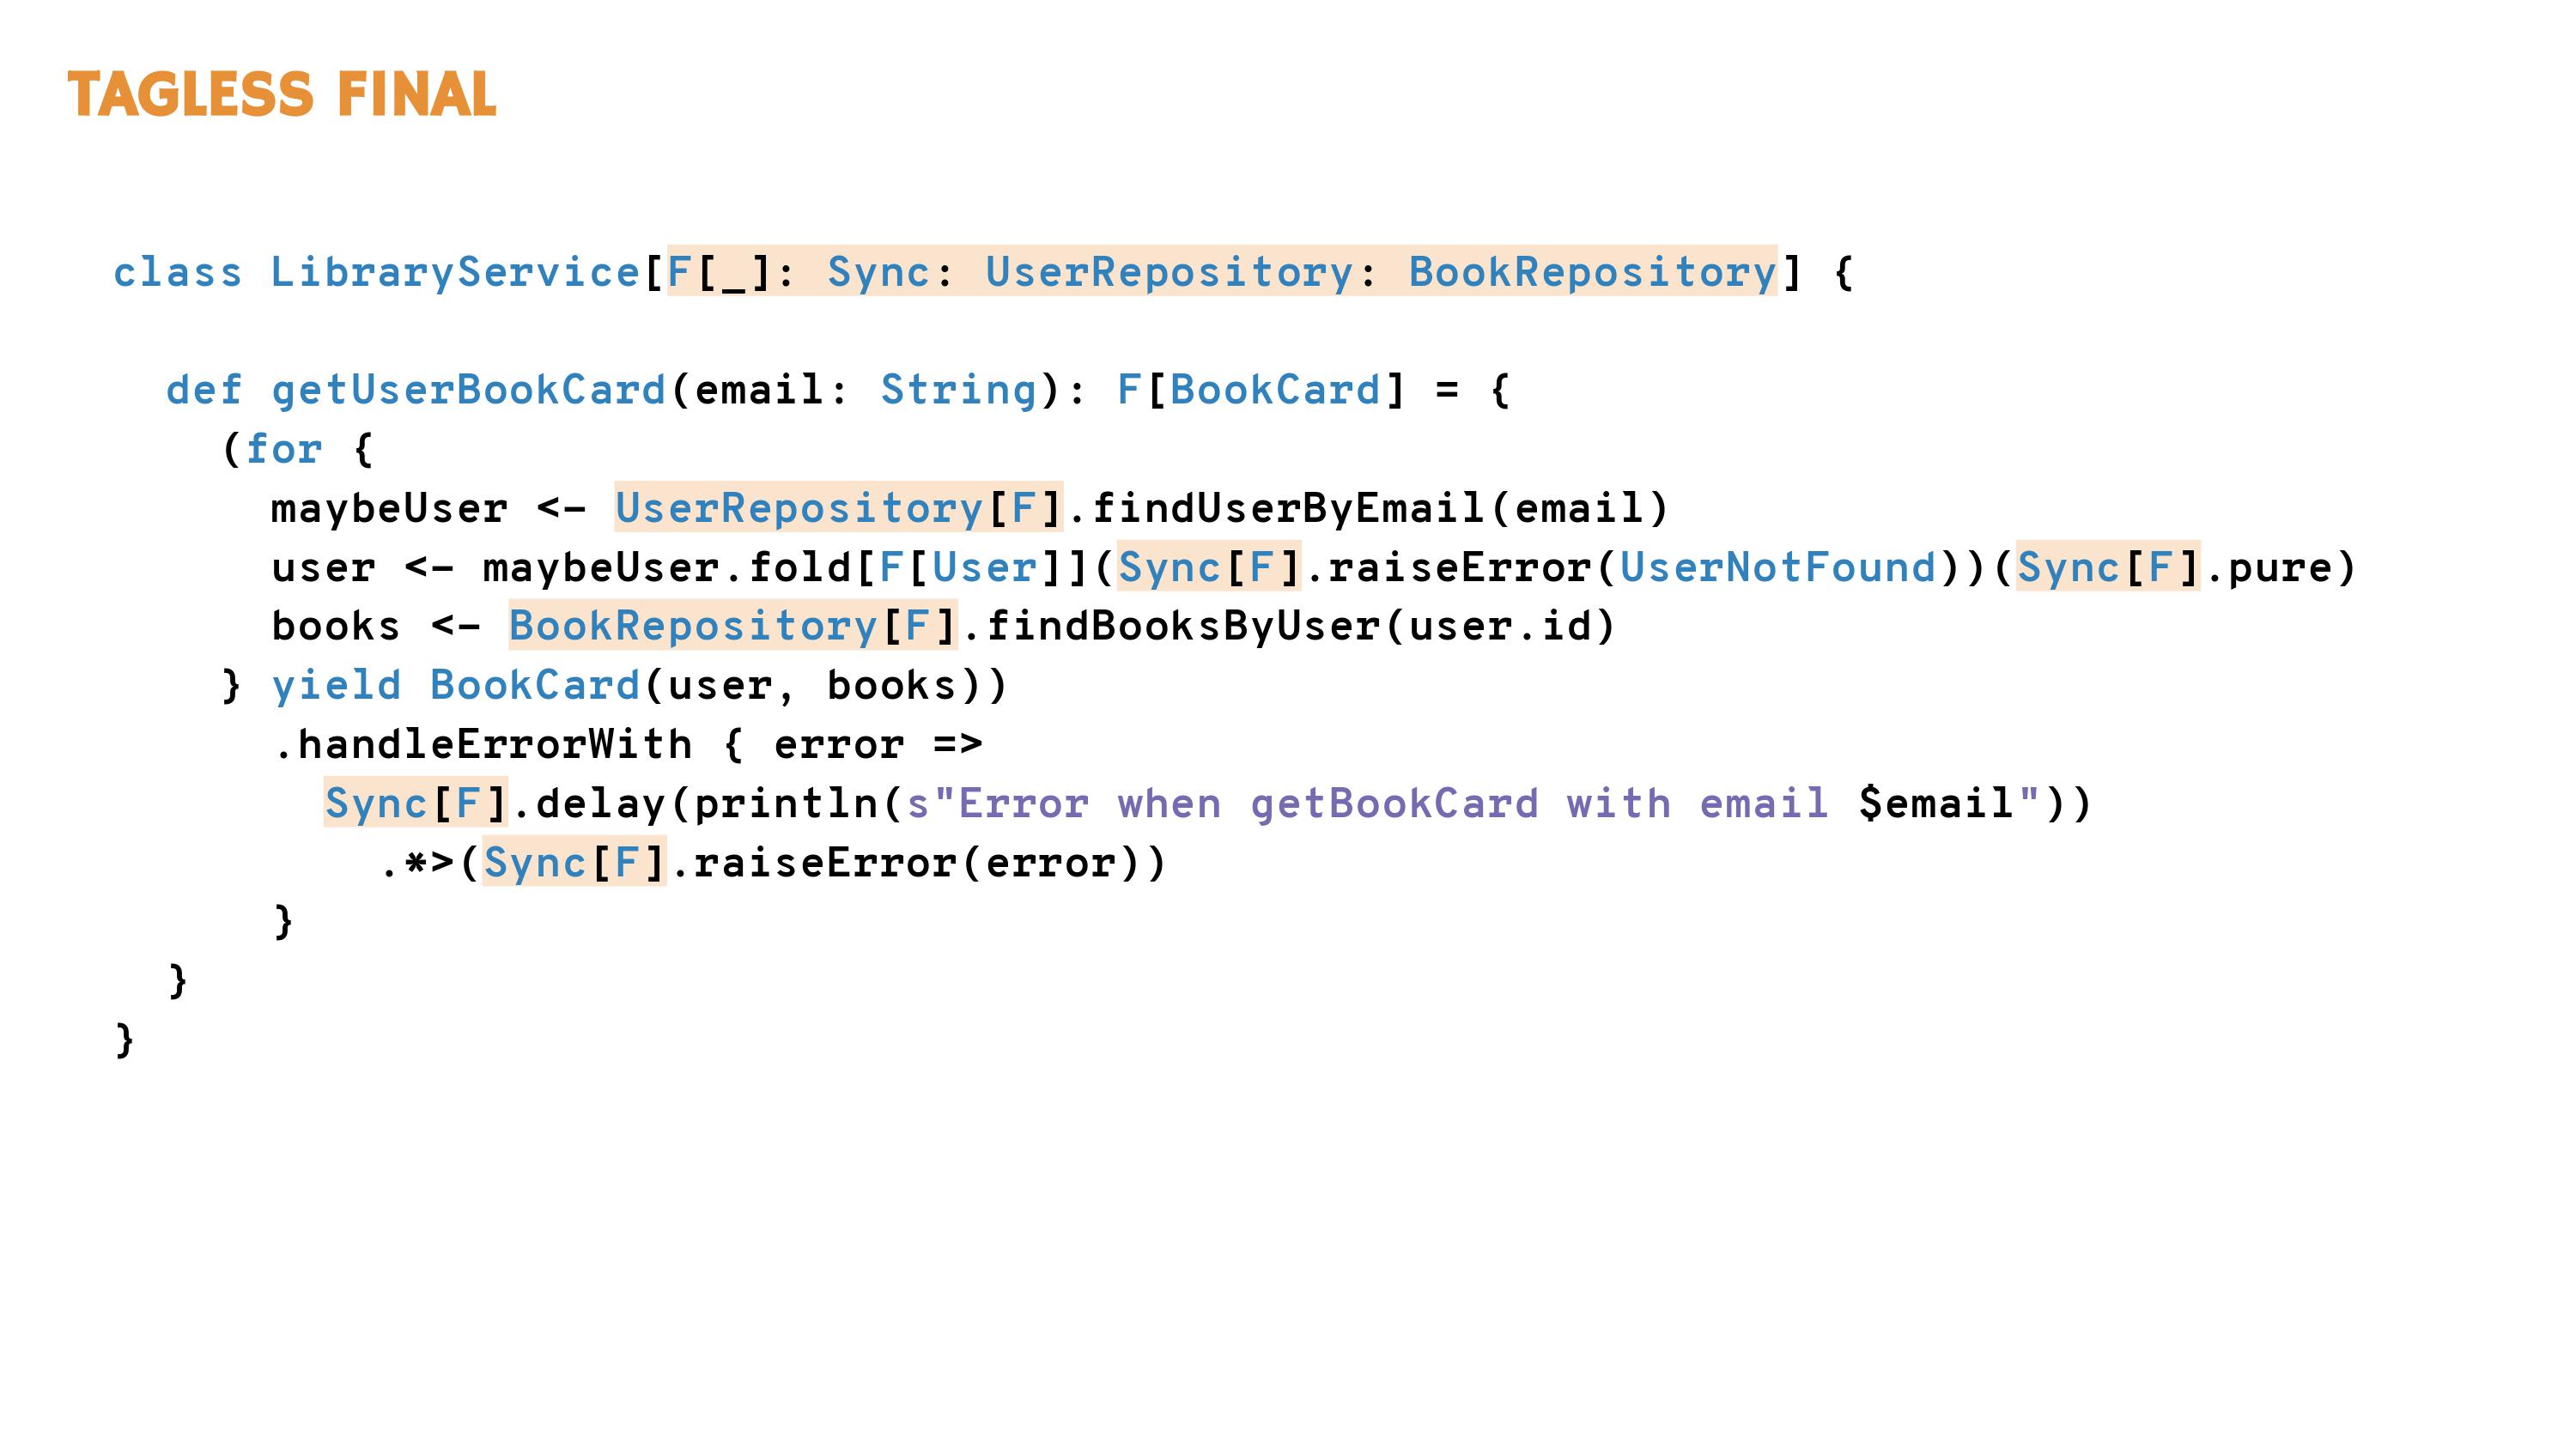 TAGLESS FINAL
class LibraryService[F[_]: Sync: UserRepository: BookRepository] {
def getUserBookCard(email: String): F[BookCard] = {
(for {
maybeUser <- UserRepository[F].findUserByEmail(email)
user <- maybeUser.fold[F[User]](Sync[F].raiseError(UserNotFound))(Sync[F].pure)
books <- BookRepository[F].findBooksByUser(user.id)
} yield BookCard(user, books))
.handleErrorWith { error =>
Sync[F].delay(println(s"Error when getBookCard with email $email"))
.*>(Sync[F].raiseError(error))
}
}
}